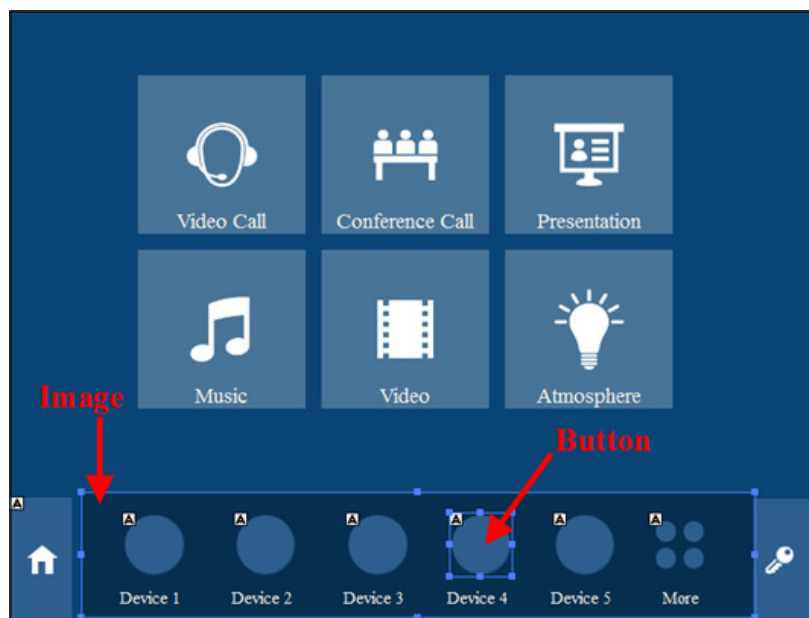 Video Call
Conference Call
Presentation
Music
Video
Atmosphere
Image
Button
A
A
A
A
A
A
A
Device 1
Device 2
Device 3
Device 4
Device 5
More